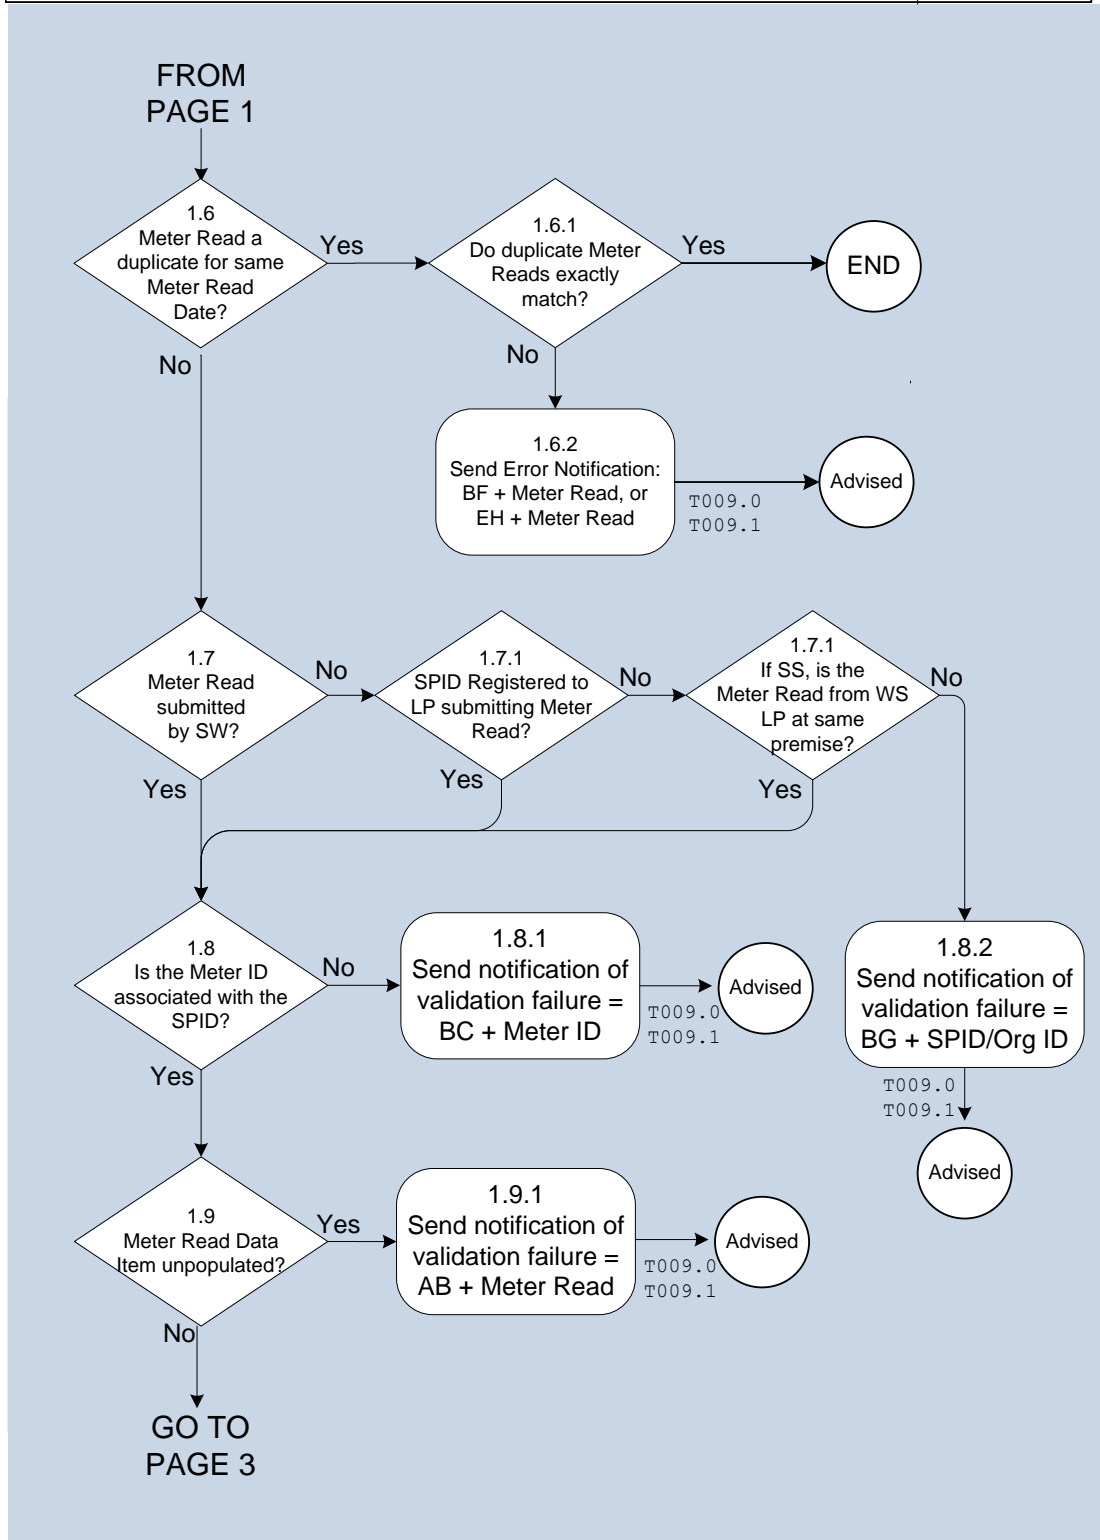 FROM
PAGE 1
1.6
Meter Read a
duplicate for same
Meter Read
Date?
Yes
1.6.1
Do duplicate Meter
Reads exactly
match?
Yes
END
No
No
1.6.2
Send Error Notification:
BF + Meter Read, or
EH + Meter Read
T009.0
T009.1
Advised
1.7
Meter Read
submitted
by SW?
No
1.7.1
SPID Registered to
LP submitting Meter
Read?
No
1.7.1
If SS, is the
Meter Read from WS
LP at same
premise?
No
Yes
Yes
Yes
1.8
Is the Meter ID
associated with the
SPID?
No
1.8.1
Send notification of
validation failure =
BC + Meter ID
T009.0
T009.1
Advised
1.8.2
Send notification of
validation failure =
BG + SPID/Org ID
T009.0
T009.1
Advised
Yes
1.9
Meter Read Data
Item unpopulated?
Yes
1.9.1
Send notification of
validation failure =
AB + Meter Read
T009.0
T009.1
Advised
No
GO TO
PAGE 3